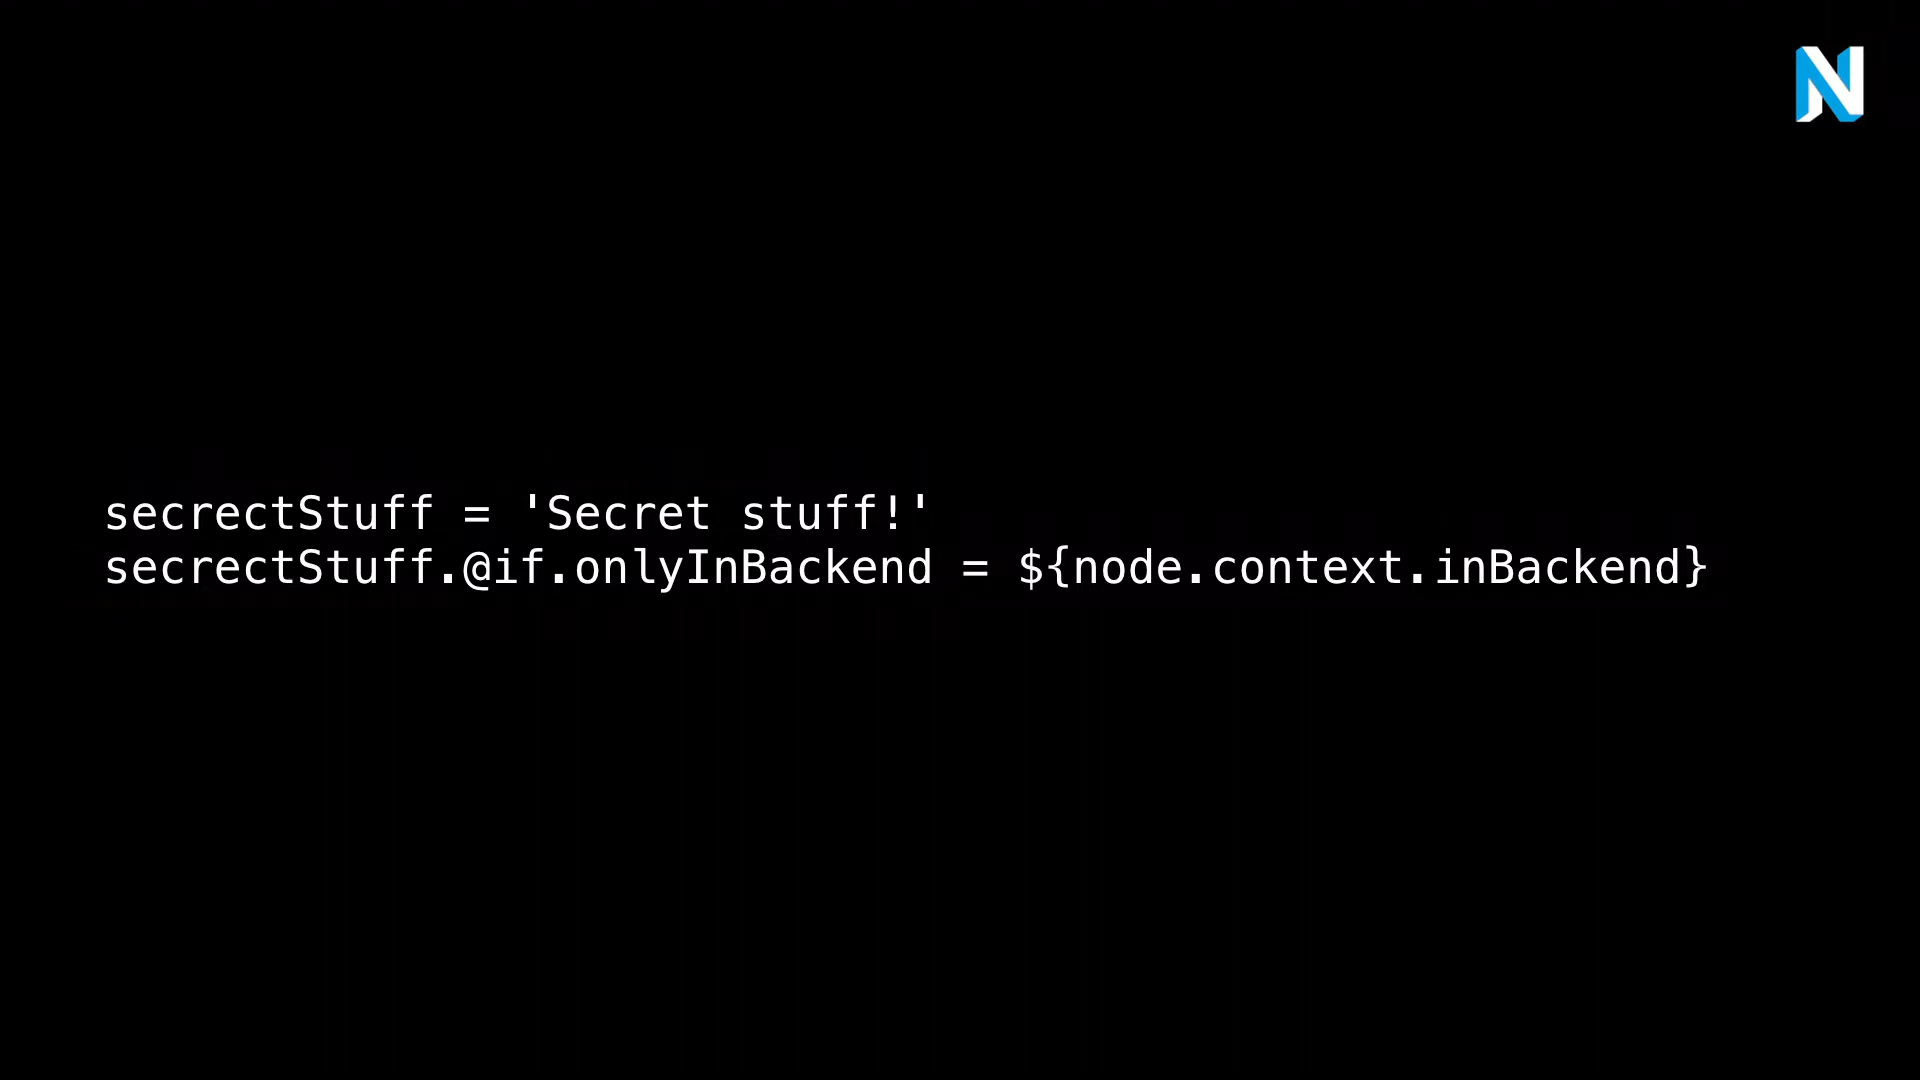 secrectStuff = 'Secret stuff!'
secrectStuff.@if.onlyInBackend = ${node.context.inBackend}